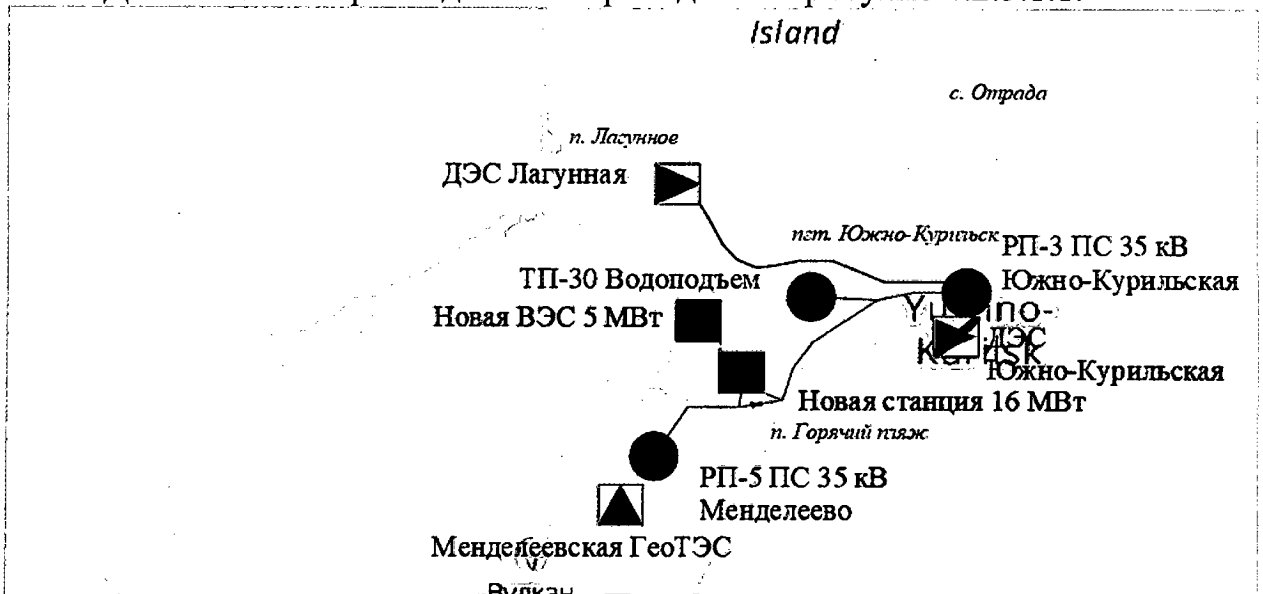 Island
с. Отрада
п. Лагунное
ДЭС Лагунная
пгт. Южно-Курильск
РП-3 ПС 35 кВ
Южно-Курильская
ТП-30 Водоподъем
Новая ВЭС 5 МВт
ДЭС
Южно-Курильская
Новая станция 16 МВт
п. Горячий пляж
РП-5 ПС 35 кВ
Менделеево
Менделеевская ГеоТЭС
Вулкан